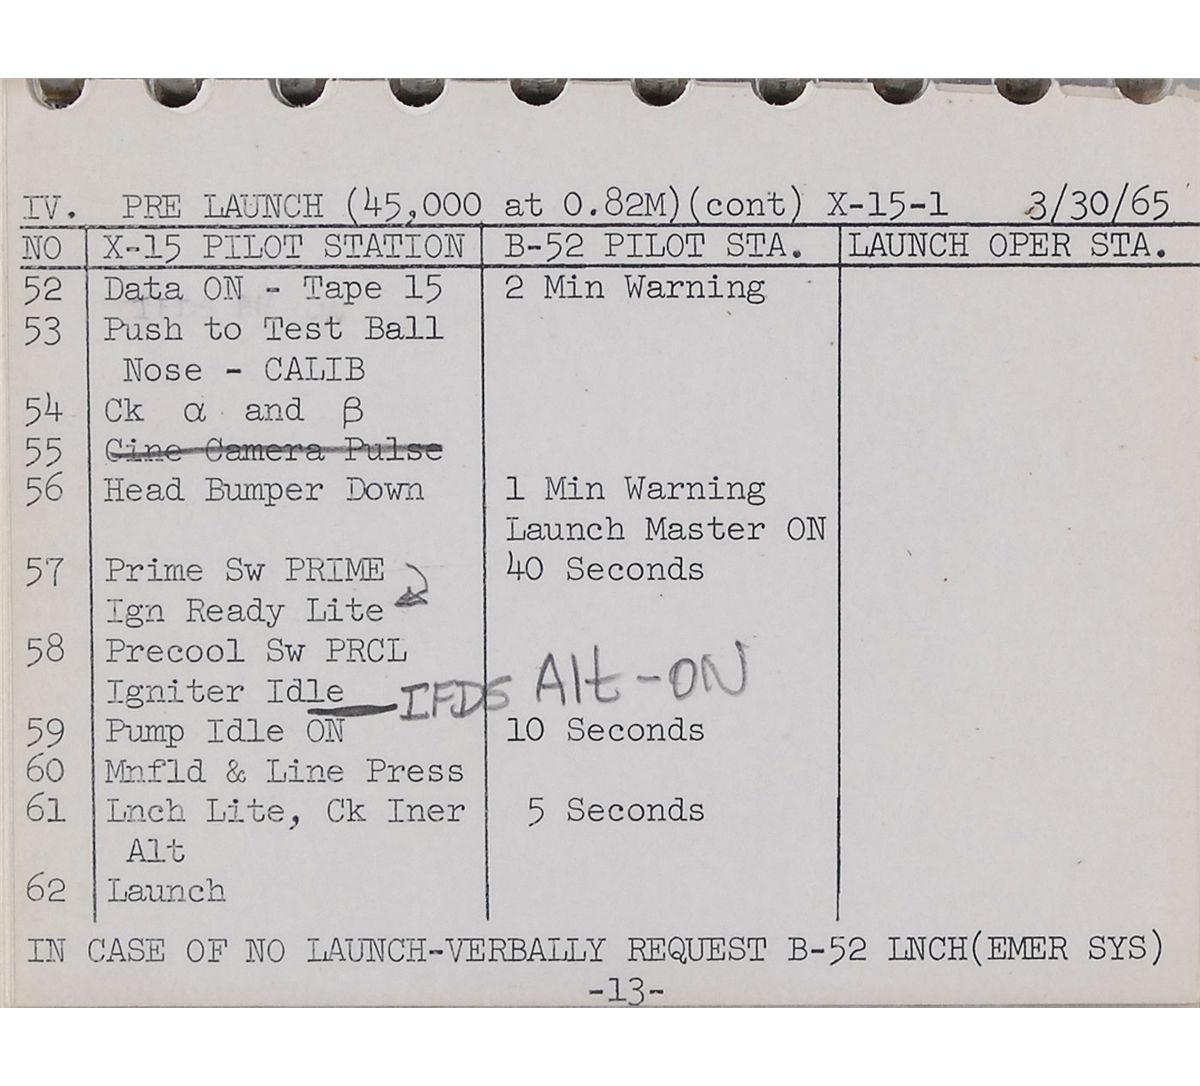 IV. PRE LAUNCH (45,000 at 0.82M)(cont) X-15-1 3/30/65
NO X-15 PILOT STATION B-52 PILOT STA. LAUNCH OPER STA.
52 Data ON - Tape 15 2 Min Warning
53 Push to Test Ball
Nose - CALIB
54 Ck α and β
55 Cine Camera Pulse
56 Head Bumper Down 1 Min Warning
Launch Master ON
57 Prime Sw PRIME 40 Seconds
Ign Ready Lite
58 Precool Sw PRCL
Igniter Idle IFDS Alt-ON
59 Pump Idle ON 10 Seconds
60 Mnfld & Line Press
61 Lnch Lite, Ck Iner 5 Seconds
Alt
62 Launch
IN CASE OF NO LAUNCH-VERBALLY REQUEST B-52 LNCH(EMER SYS)
-13-